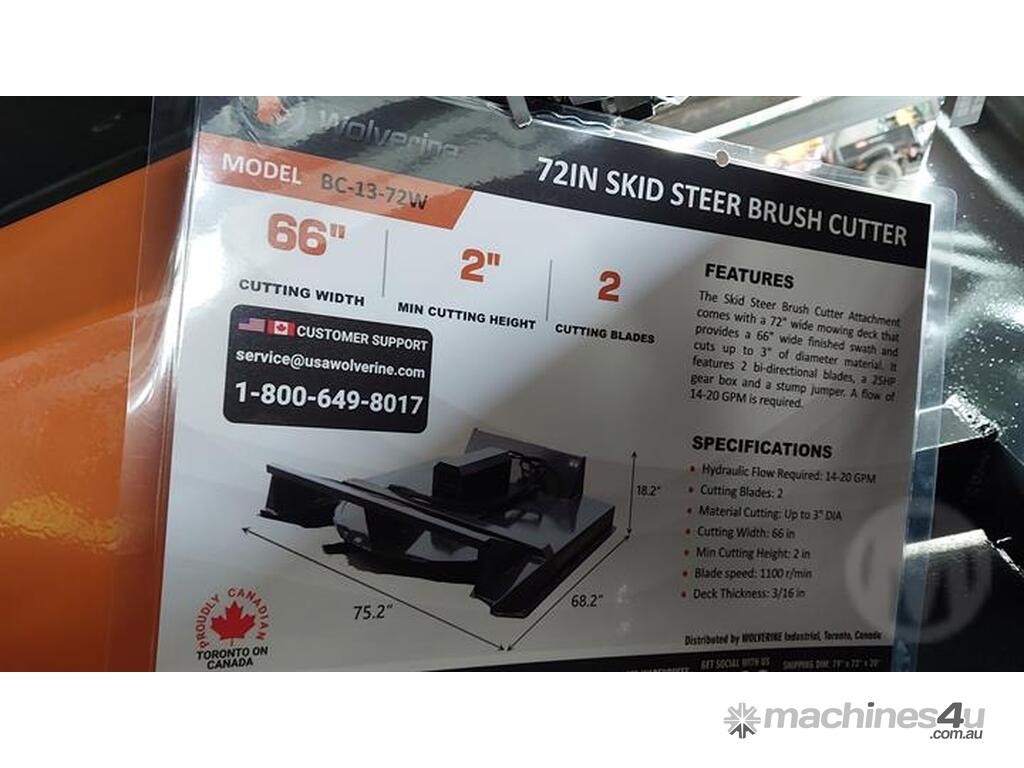 Wolverine
72IN SKID STEER BRUSH CUTTER
MODEL BC-13-72W
66"
CUTTING WIDTH
2"
MIN CUTTING HEIGHT
2
CUTTING BLADES
CUSTOMER SUPPORT
service@usawolverine.com
1-800-649-8017
FEATURES
The Skid Steer Brush Cutter Attachment
comes with a 72" wide mowing deck that
provides a 66" wide finished swath and
cuts up to 3" of diameter material. It
features 2 bi-directional blades, a 25HP
gear box and a stump jumper. A flow of
14-20 GPM is required.
SPECIFICATIONS
• Hydraulic Flow Required: 14-20 GPM
• Cutting Blades: 2
• Material Cutting: Up to 3" DIA
• Cutting Width: 66 in
• Min Cutting Height: 2 in
• Blade speed: 1100 r/min
• Deck Thickness: 3/16 in
18.2"
75.2"
68.2"
PROUDLY CANADIAN
TORONTO ON
CANADA
Distributed by WOLVERINE Industrial, Toronto, Canada
GET SOCIAL WITH US
SHIPPING DIM: 79" x 73" x 20"
machines4u
.com.au